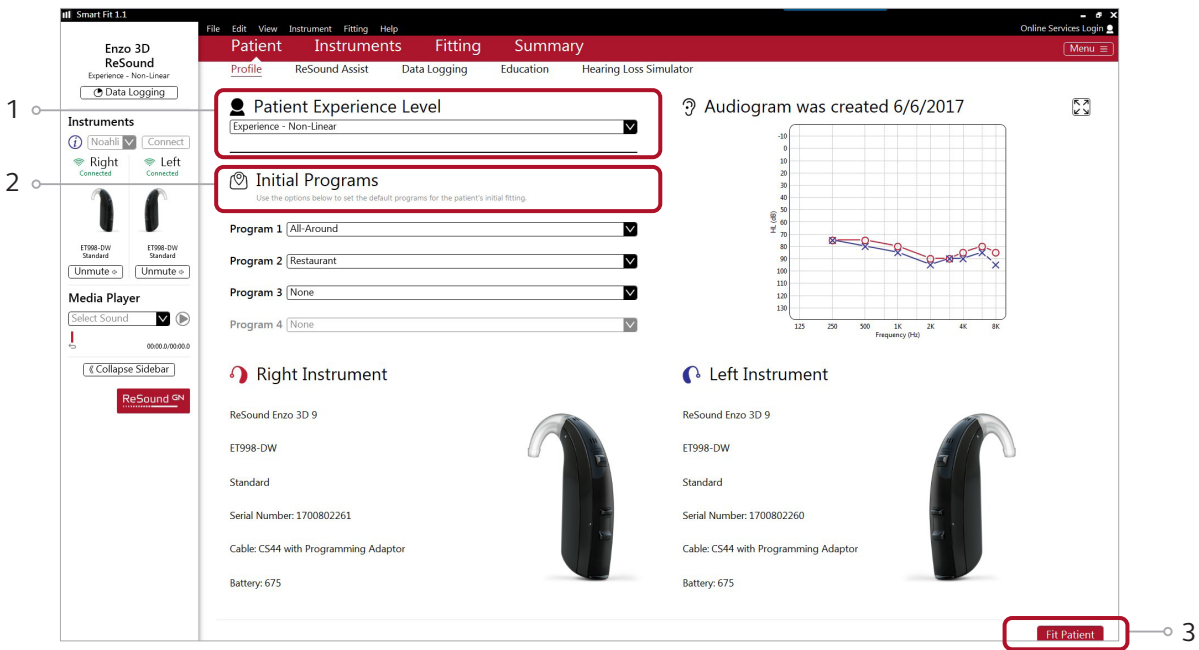 Smart Fit 1.1
File Edit View Instrument Fitting Help
Online Services Login
Patient Instruments Fitting Summary
Menu
Profile ReSound Assist Data Logging Education Hearing Loss Simulator
Enzo 3D
ReSound
Experience - Non-Linear
Data Logging
Instruments
Noahli
Connect
Right
Left
Connected
Connected
ET998-DW
Standard
ET998-DW
Standard
Unmute
Unmute
Media Player
Select Sound
00:00.0/00:00.0
Collapse Sidebar
ReSound GN
1
Patient Experience Level
Experience - Non-Linear
2
Initial Programs
Use the options below to set the default programs for the patient's initial fitting.
Program 1 All-Around
Program 2 Restaurant
Program 3 None
Program 4 None
Audiogram was created 6/6/2017
-10
0
10
20
30
40
50
60
70
80
90
100
110
120
130
HL (dB)
125 250 500 1K 2K 4K 8K
Frequency (Hz)
Right Instrument
ReSound Enzo 3D 9
ET998-DW
Standard
Serial Number: 1700802261
Cable: CS44 with Programming Adaptor
Battery: 675
Left Instrument
ReSound Enzo 3D 9
ET998-DW
Standard
Serial Number: 1700802260
Cable: CS44 with Programming Adaptor
Battery: 675
Fit Patient
3